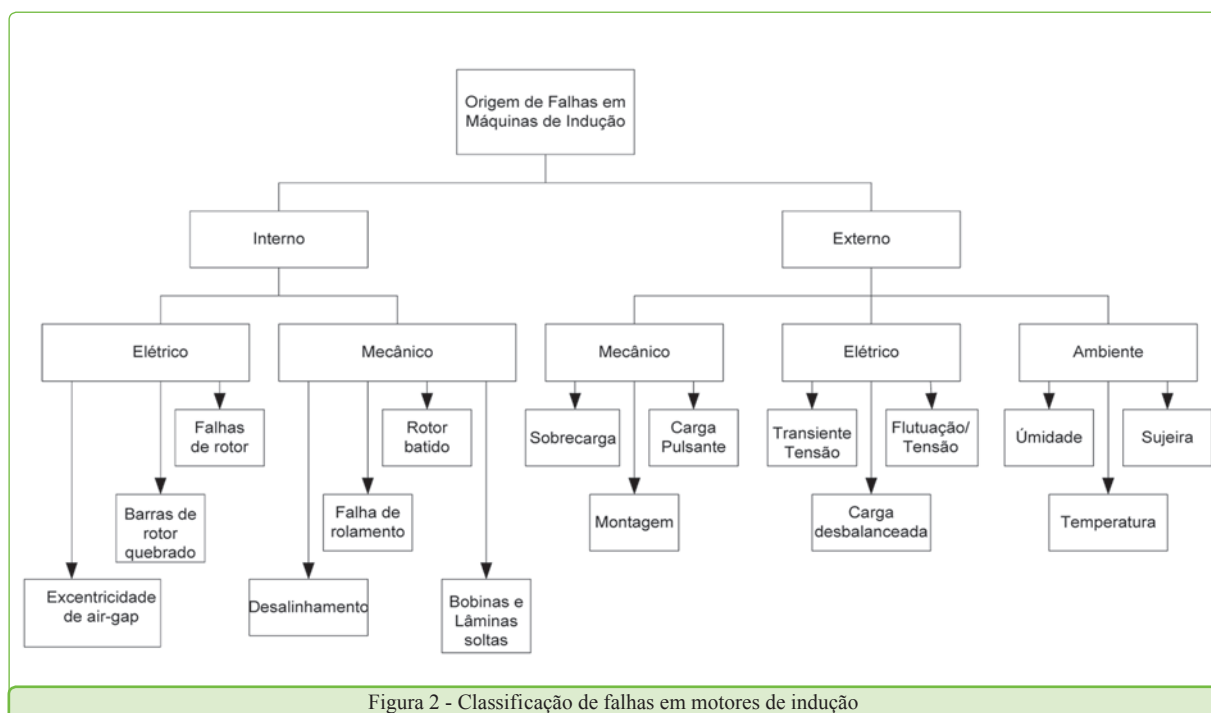 Origem de Falhas em
Máquinas de Indução
Interno
Externo
Elétrico
Mecânico
Mecânico
Elétrico
Ambiente
Falhas
de rotor
Rotor
batido
Sobrecarga
Carga
Pulsante
Transiente
Tensão
Flutuação/
Tensão
Úmidade
Sujeira
Barras de
rotor
quebrado
Falha de
rolamento
Montagem
Carga
desbalanceada
Temperatura
Excentricidade
de air-gap
Desalinhamento
Bobinas e
Lâminas
soltas
Figura 2 - Classificação de falhas em motores de indução